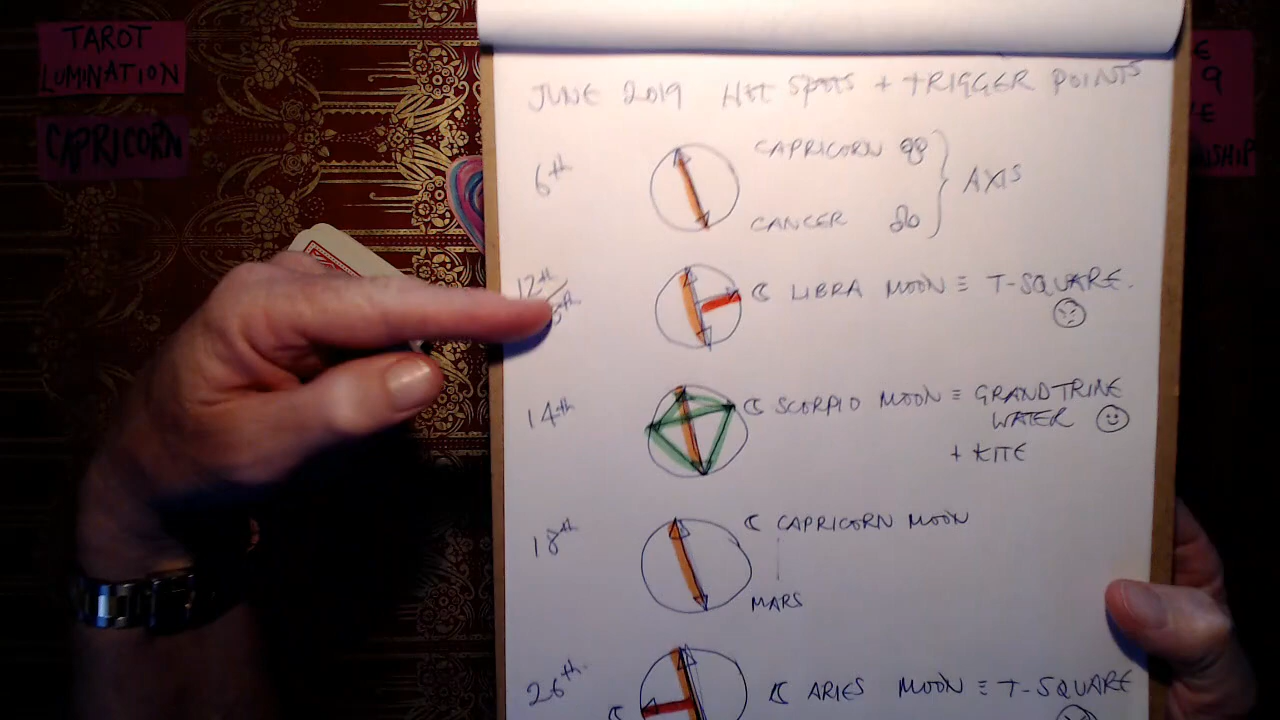 TAROT
LUMINATION
CAPRICORN
JUNE 2019 Hot Spots + TRIGGER POINTS
6th
CAPRICORN
CANCER
AXIS
12th
☾ LIBRA MOON ≡ T-SQUARE.
14th
☾ SCORPIO MOON ≡ GRAND TRINE
WATER
+ KITE
18th
☾ CAPRICORN MOON
MARS
26th
☾ ARIES MOON ≡ T-SQUARE